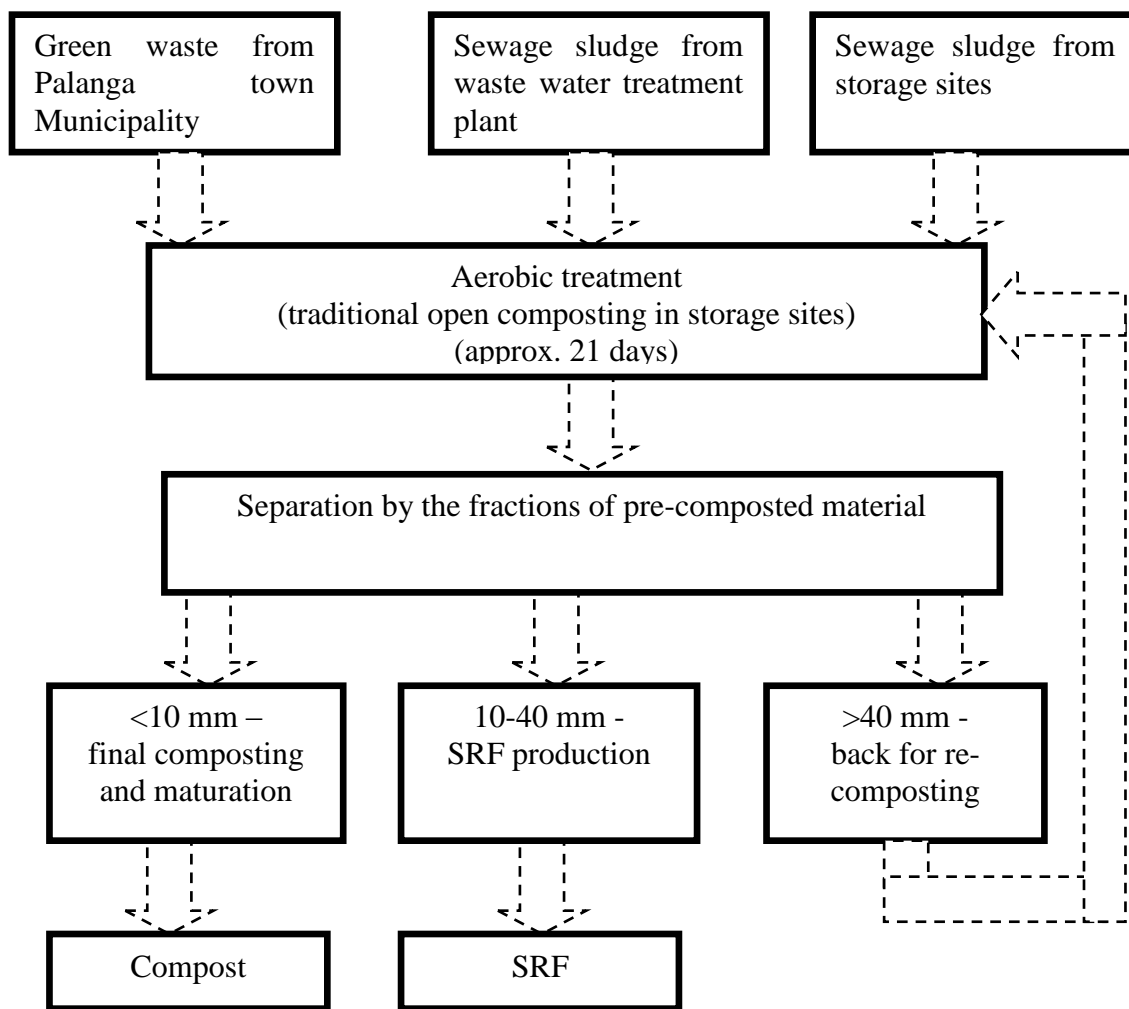 Green waste from
Palanga town
Municipality
Sewage sludge from
waste water treatment
plant
Sewage sludge from
storage sites
Aerobic treatment
(traditional open composting in storage sites)
(approx. 21 days)
Separation by the fractions of pre-composted material
<10 mm –
final composting
and maturation
10-40 mm -
SRF production
>40 mm -
back for re-
composting
Compost
SRF